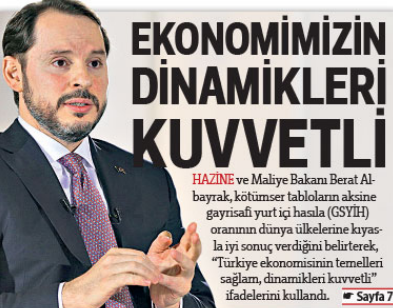 EKONOMİMİZİN
DİNAMİKLERİ
KUVVETLİ
HAZİNE ve Maliye Bakanı Berat Al-
bayrak, kötümser tabloların aksine
gayrisafi yurt içi hasıla (GSYİH)
oranının dünya ülkelerine kıyas-
la iyi sonuç verdiğini belirterek,
“Türkiye ekonomisinin temelleri
sağlam, dinamikleri kuvvetli”
ifadelerini kullandı. ☛ Sayfa 7